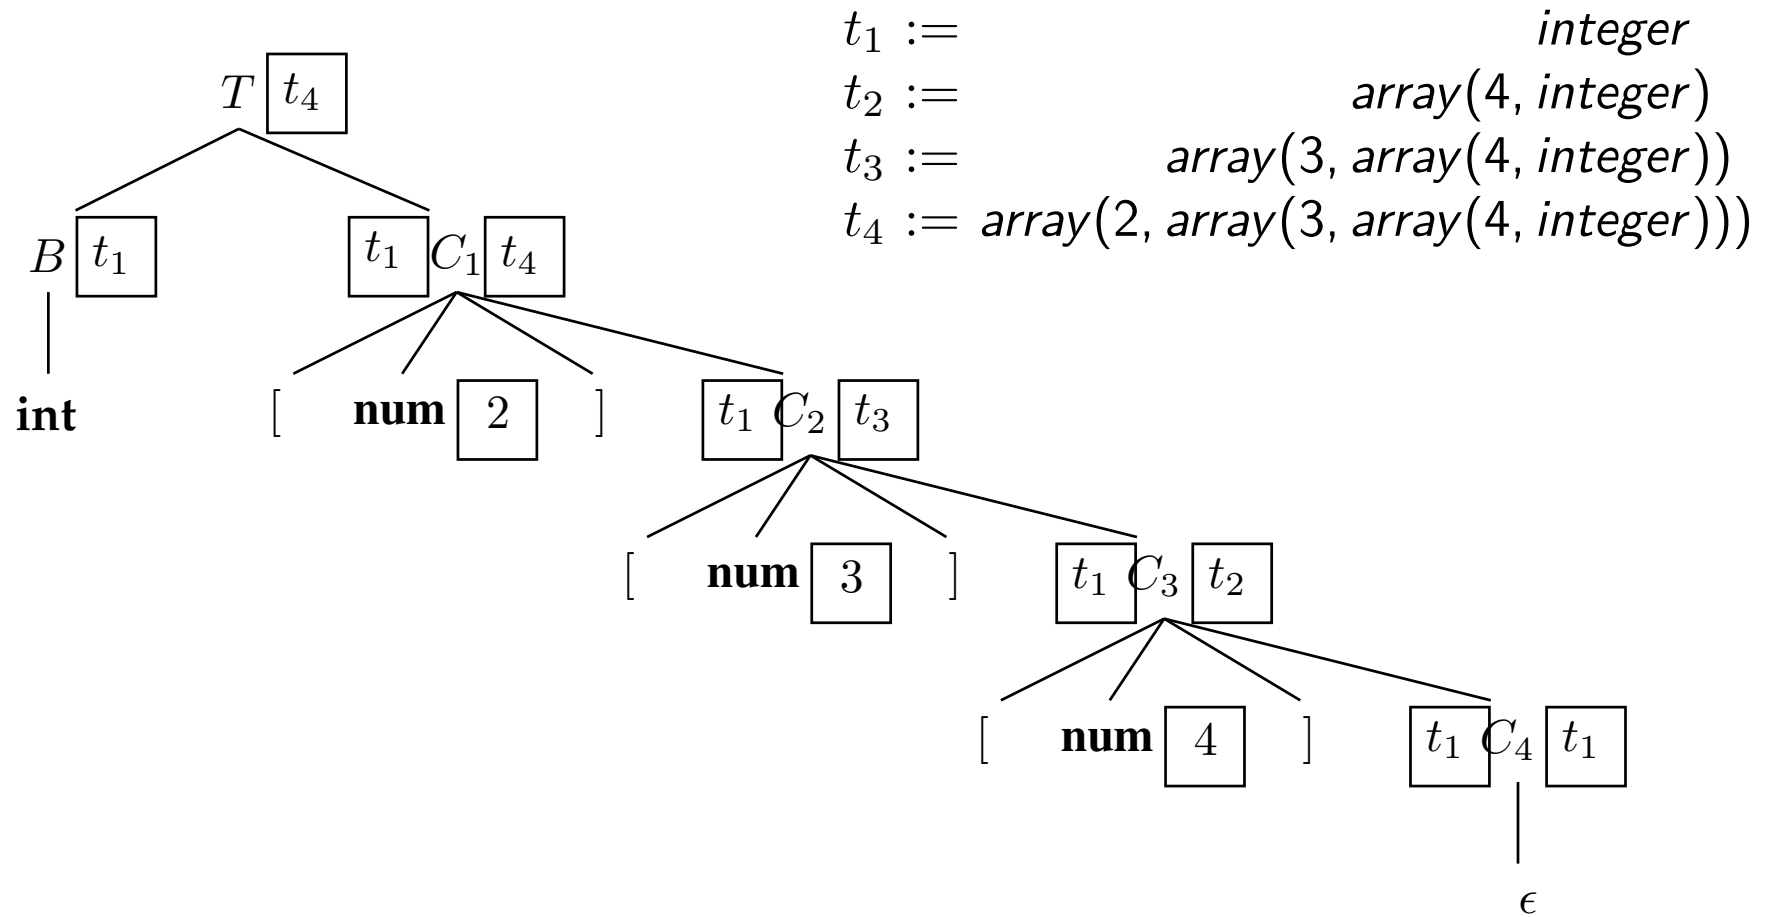 t₁ := integer
t₂ := array(4, integer)
t₃ := array(3, array(4, integer))
t₄ := array(2, array(3, array(4, integer)))
T t₄
B t₁ t₁ C₁ t₄
int [ num 2 ] t₁ C₂ t₃
[ num 3 ] t₁ C₃ t₂
[ num 4 ] t₁ C₄ t₁
ϵ